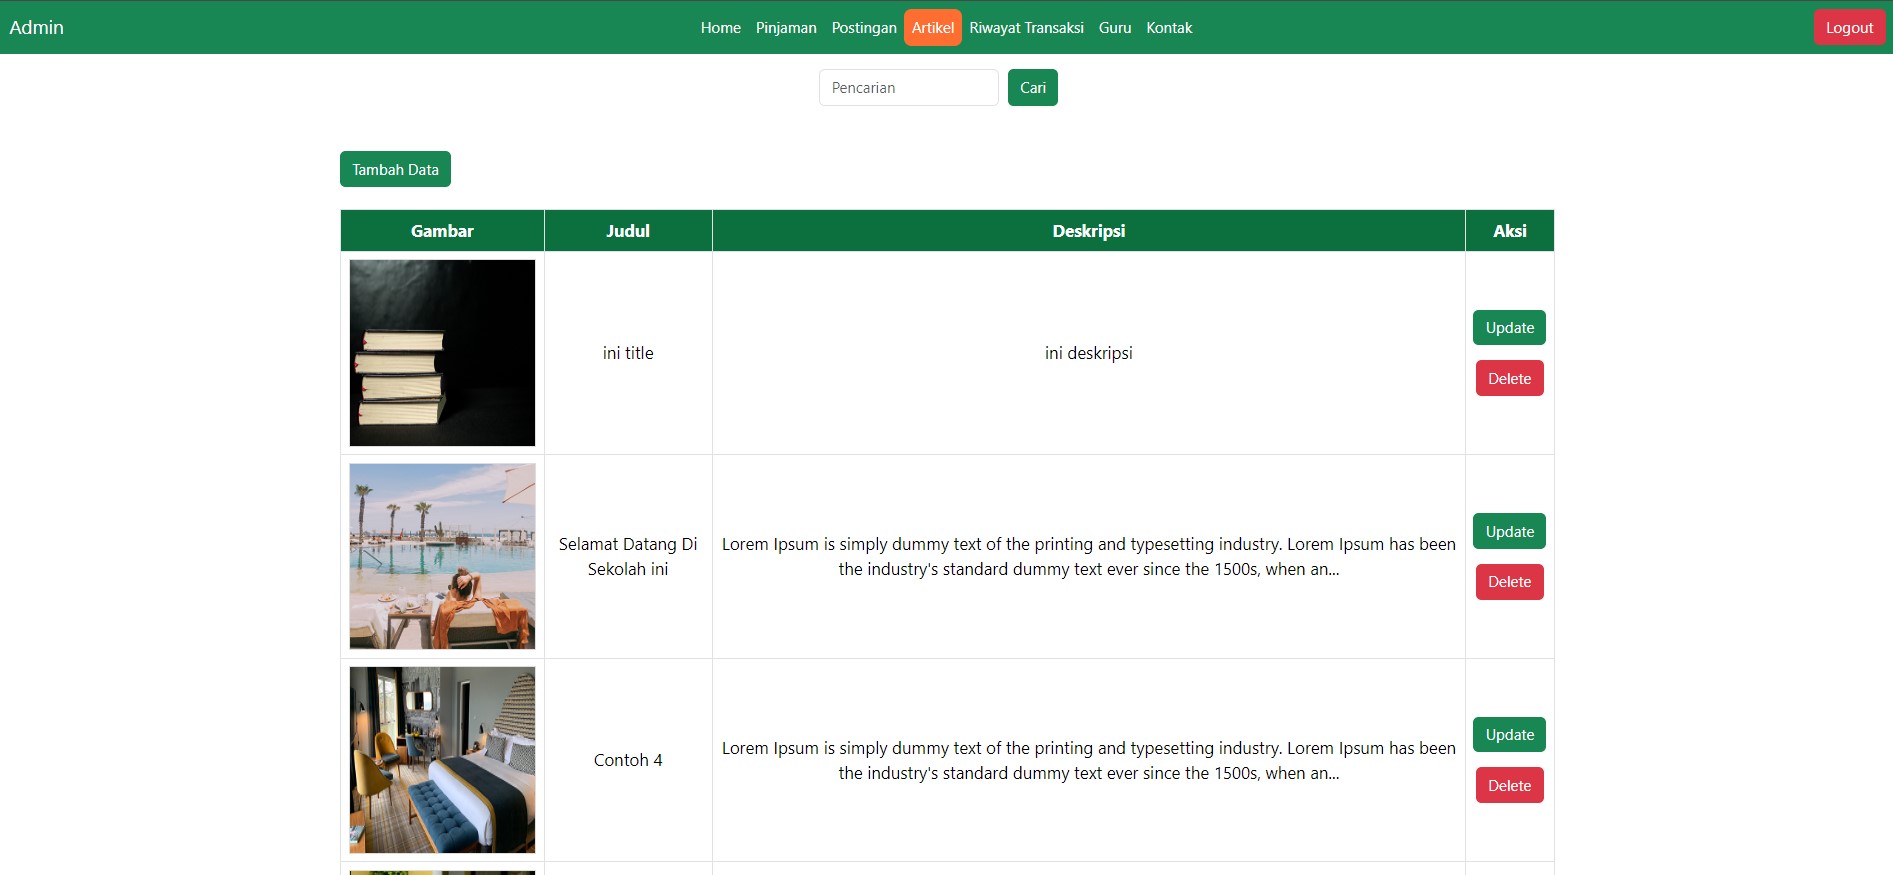 Admin Home Pinjaman Postingan Artikel Riwayat Transaksi Guru Kontak Logout
Pencarian Cari
Tambah Data
Gambar Judul Deskripsi Aksi
ini title
ini deskripsi
Update
Delete
Selamat Datang Di
Sekolah ini
Lorem Ipsum is simply dummy text of the printing and typesetting industry. Lorem Ipsum has been
the industry's standard dummy text ever since the 1500s, when an...
Update
Delete
Contoh 4
Lorem Ipsum is simply dummy text of the printing and typesetting industry. Lorem Ipsum has been
the industry's standard dummy text ever since the 1500s, when an...
Update
Delete